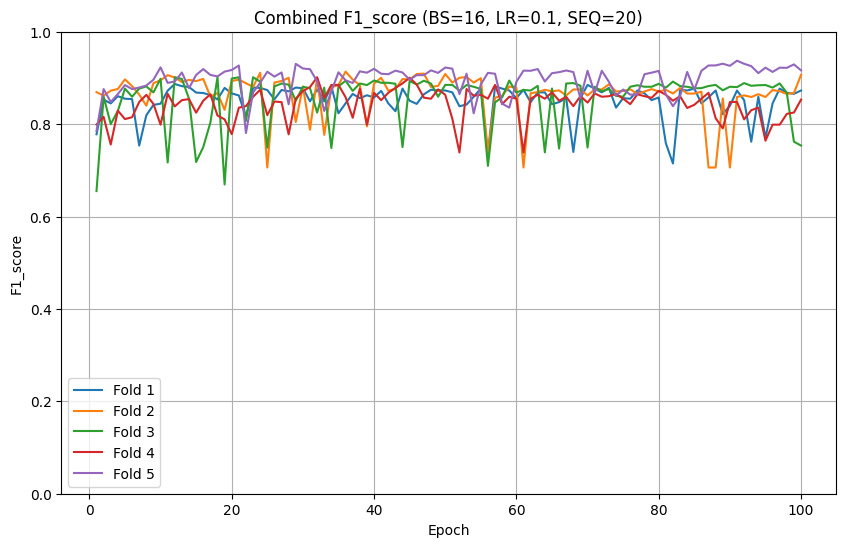 Combined F1_score (BS=16, LR=0.1, SEQ=20)
1.0
0.8
0.6
0.4
0.2
0.0
F1_score
Fold 1
Fold 2
Fold 3
Fold 4
Fold 5
0 20 40 60 80 100
Epoch